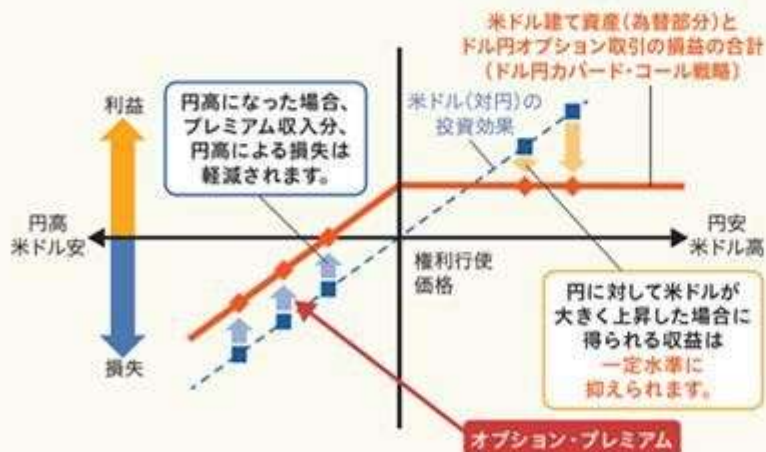 米ドル建て資産(為替部分)と
ドル円オプション取引の損益の合計
(ドル円カバード・コール戦略)
利益
円高になった場合、
プレミアム収入分、
円高による損失は
軽減されます。
米ドル(対円)の
投資効果
円高
米ドル安
円安
米ドル高
権利行使
価格
円に対して米ドルが
大きく上昇した場合に
得られる収益は
一定水準に
抑えられます。
損失
オプション・プレミアム